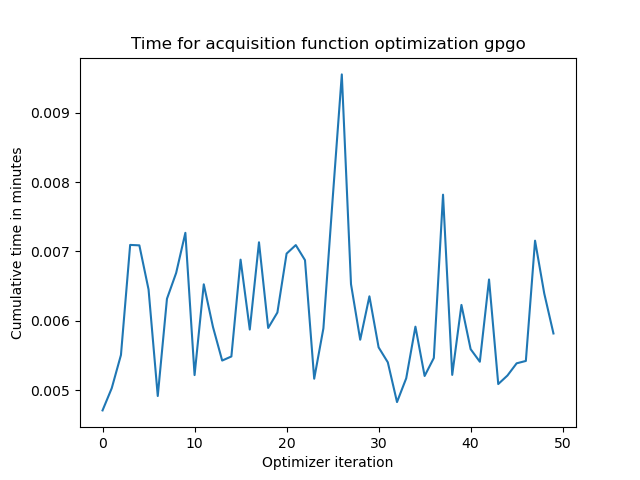 Time for acquisition function optimization gpgo
Cumulative time in minutes
0.009
0.008
0.007
0.006
0.005
0 10 20 30 40 50
Optimizer iteration